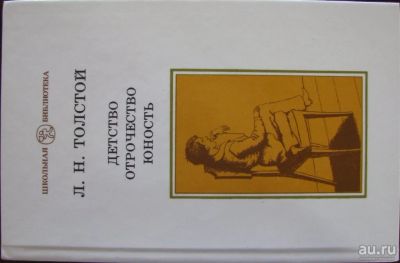 ШКОЛЬНАЯ БИБЛИОТЕКА
Л. Н. ТОЛСТОЙ
ДЕТСТВО
ОТРОЧЕСТВО
ЮНОСТЬ
au.ru